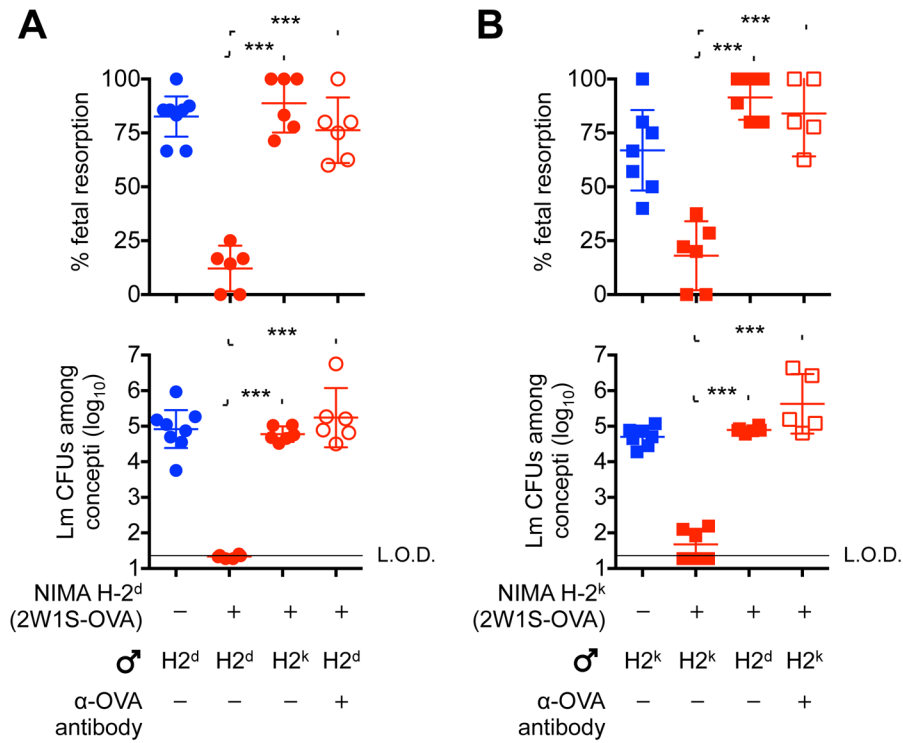 A
***
***
% fetal resorption
100
75
50
25
0
***
***
Lm CFUs among
concepti (log10)
7
6
5
4
3
2
1
L.O.D.
NIMA H-2ᵈ
(2W1S-OVA)
− + + +
♂ H2ᵈ H2ᵈ H2ᵏ H2ᵈ
α-OVA
antibody
− − − +
B
***
***
% fetal resorption
100
75
50
25
0
***
***
Lm CFUs among
concepti (log10)
7
6
5
4
3
2
1
L.O.D.
NIMA H-2ᵏ
(2W1S-OVA)
− + + +
♂ H2ᵏ H2ᵏ H2ᵈ H2ᵏ
α-OVA
antibody
− − − +